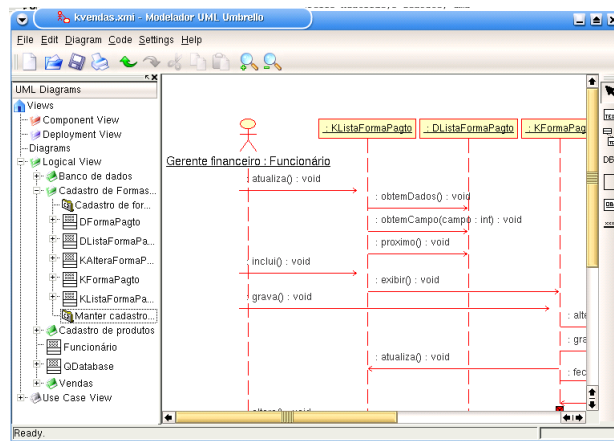 kvendas.xmi - Modelador UML Umbrello
File Edit Diagram Code Settings Help
UML Diagrams
Views
Component View
Deployment View
Diagrams
Logical View
Banco de dados
Cadastro de Formas...
Cadastro de for...
DFormaPagto
DListaFormaPa...
KAlteraFormaP...
KFormaPagto
KListaFormaPa...
Manter cadastro...
Cadastro de produtos
Funcionário
QDatabase
Vendas
Use Case View
: KListaFormaPagto
: DListaFormaPagto
: KFormaPag
Gerente financeiro : Funcionário
: atualiza() : void
: obtemDados() : void
: obtemCampo(campo : int) : void
: proximo() : void
inclui() : void
: exibir() : void
grava() : void
: alte
: gra
: atualiza() : void
: fec
Ready.